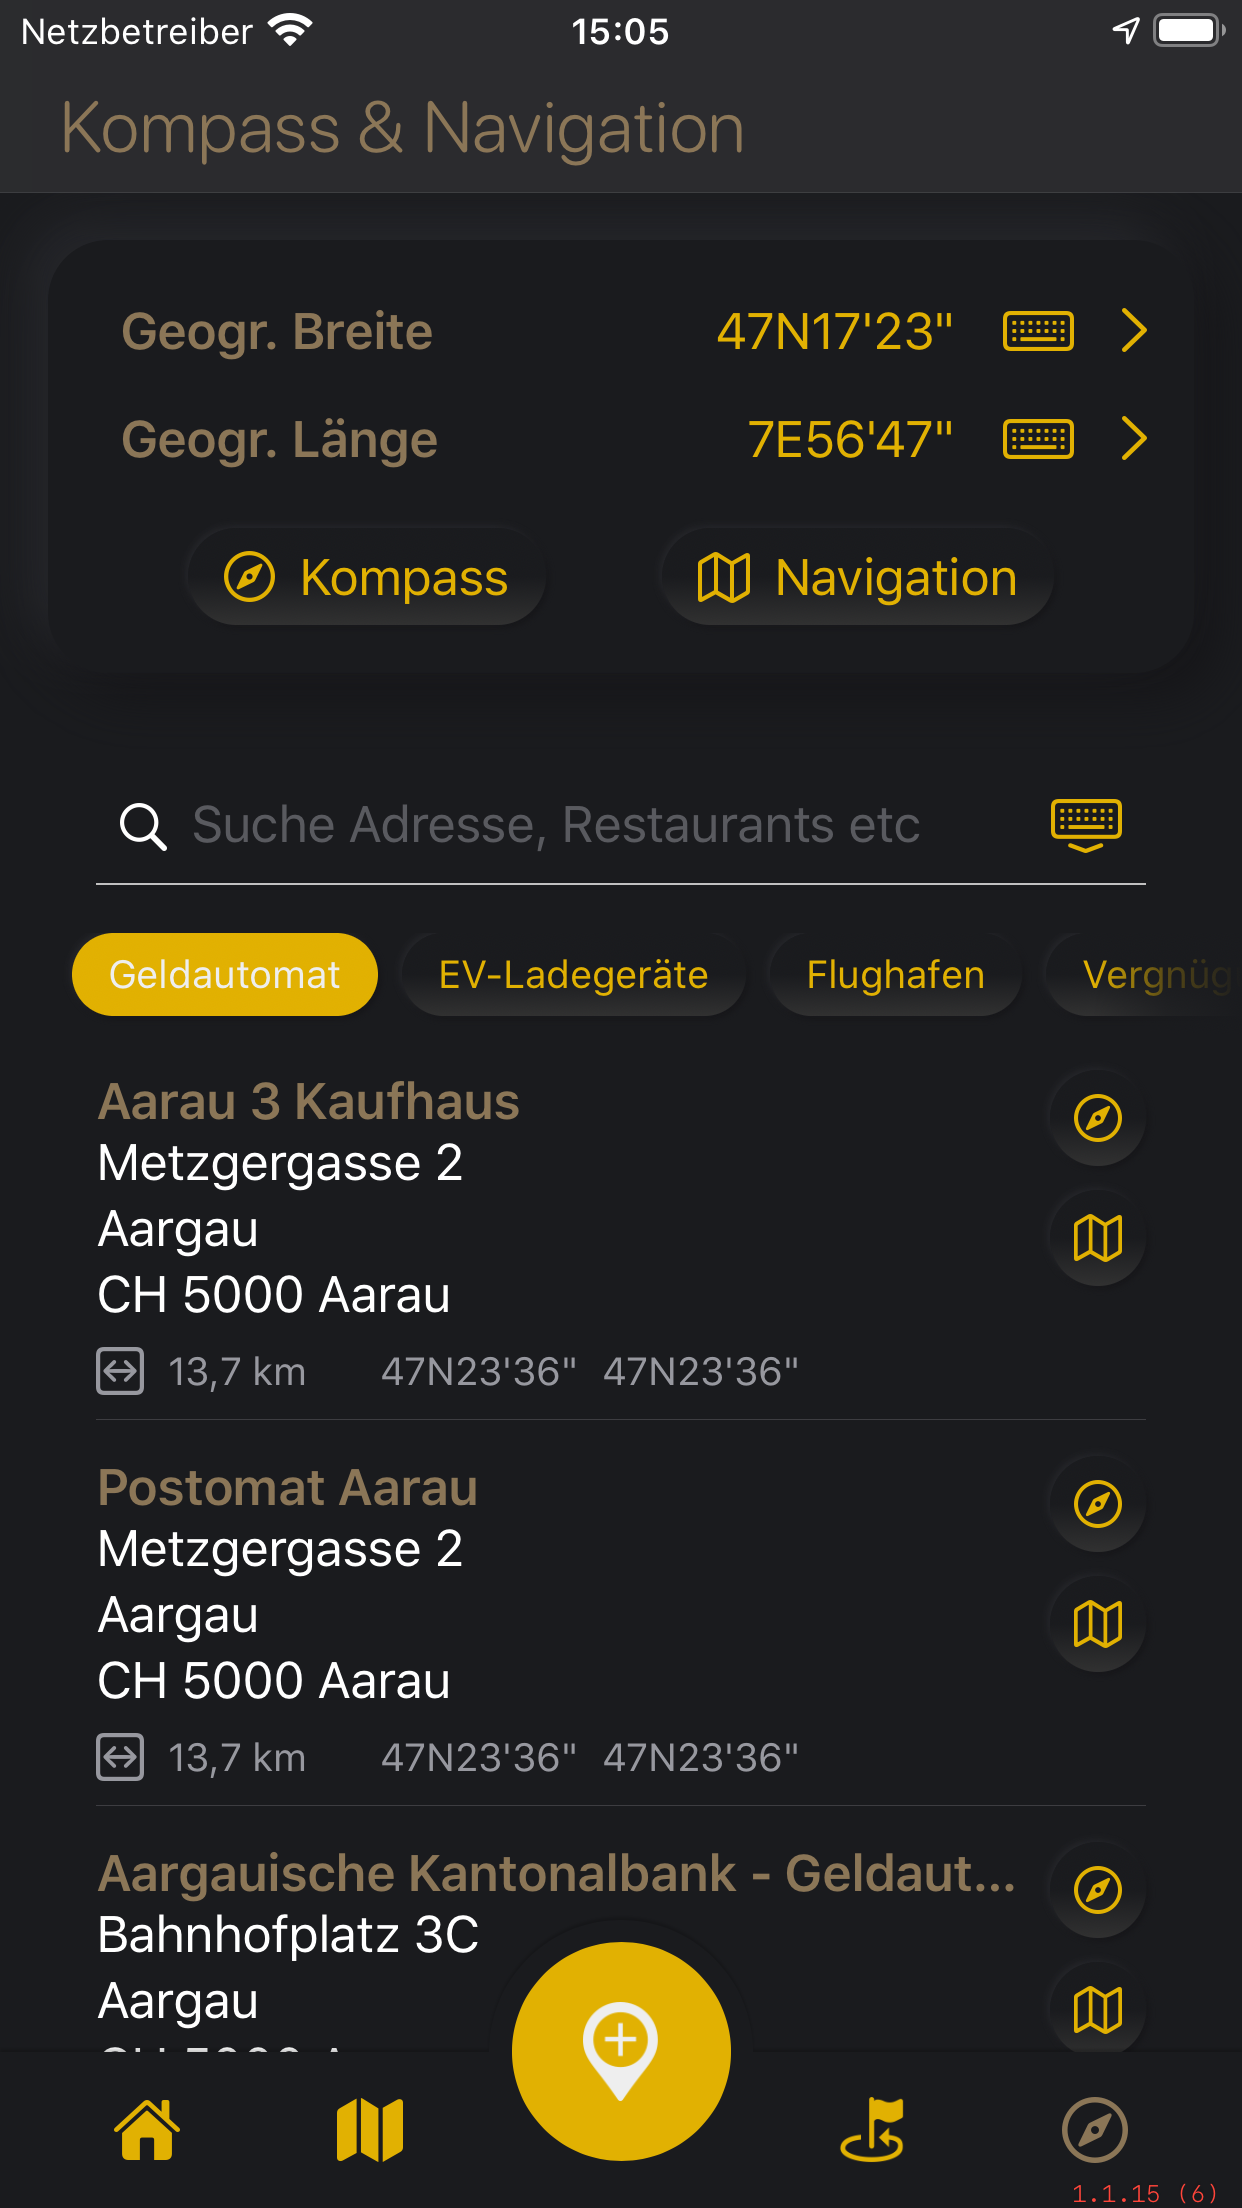 Netzbetreiber 15:05
Kompass & Navigation
Geogr. Breite 47N17'23"
Geogr. Länge 7E56'47"
Kompass Navigation
Suche Adresse, Restaurants etc
Geldautomat EV-Ladegeräte Flughafen Vergnüg
Aarau 3 Kaufhaus
Metzgergasse 2
Aargau
CH 5000 Aarau
13,7 km 47N23'36" 47N23'36"
Postomat Aarau
Metzgergasse 2
Aargau
CH 5000 Aarau
13,7 km 47N23'36" 47N23'36"
Aargauische Kantonalbank - Geldaut...
Bahnhofplatz 3C
Aargau
1.1.15 (6)